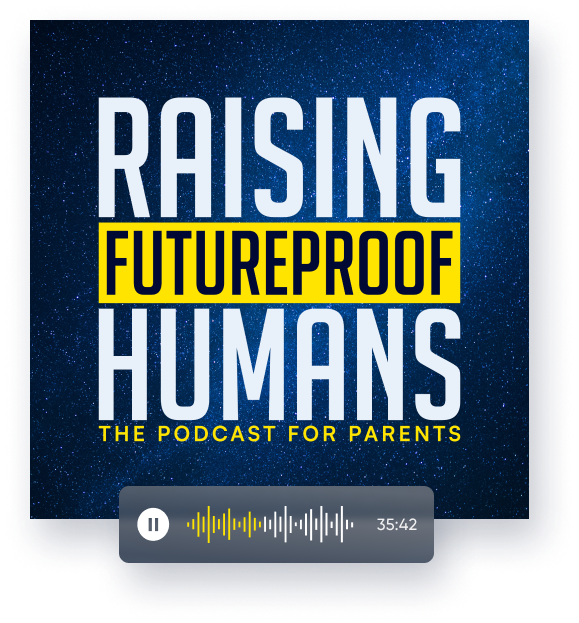 RAISING
FUTUREPROOF
HUMANS
THE PODCAST FOR PARENTS
35:42